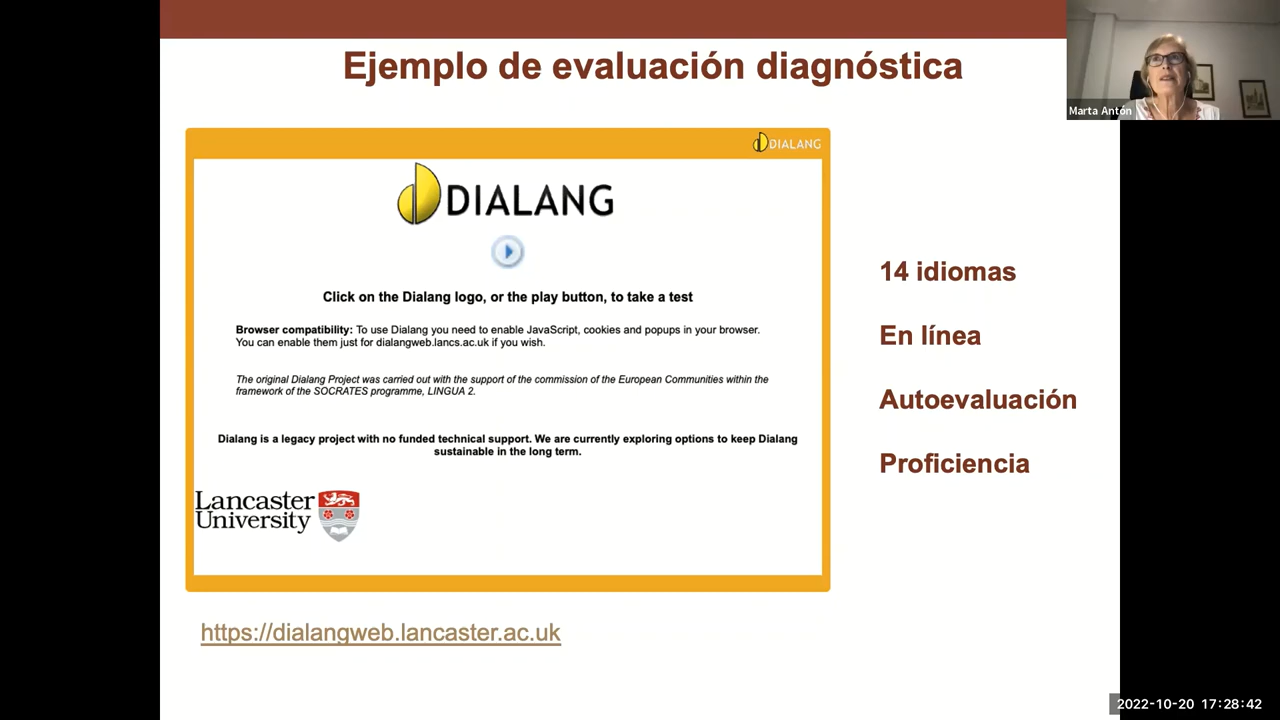 Ejemplo de evaluación diagnóstica
Marta Antón
DIALANG
DIALANG
Click on the Dialang logo, or the play button, to take a test
Browser compatibility: To use Dialang you need to enable JavaScript, cookies and popups in your browser.
You can enable them just for dialangweb.lancs.ac.uk if you wish.
The original Dialang Project was carried out with the support of the commission of the European Communities within the
framework of the SOCRATES programme, LINGUA 2.
Dialang is a legacy project with no funded technical support. We are currently exploring options to keep Dialang
sustainable in the long term.
Lancaster
University
14 idiomas
En línea
Autoevaluación
Proficiencia
https://dialangweb.lancaster.ac.uk
2022-10-20 17:28:42